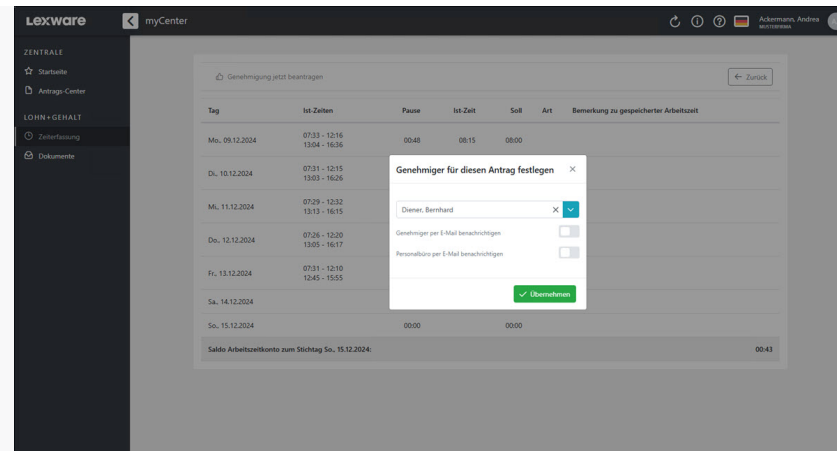 Lexware
myCenter
Ackermann, Andrea
MUSTERFIRMA
ZENTRALE
Startseite
Antrags-Center
LOHN+GEHALT
Zeiterfassung
Dokumente
Genehmigung jetzt beantragen
Zurück
Tag Ist-Zeiten Pause Ist-Zeit Soll Art Bemerkung zu gespeicherter Arbeitszeit
Mo., 09.12.2024 07:33 - 12:16 00:48 08:15 08:00
13:04 - 16:36
Di., 10.12.2024 07:31 - 12:15
13:03 - 16:26
Mi., 11.12.2024 07:29 - 12:32
13:13 - 16:15
Do., 12.12.2024 07:26 - 12:20
13:05 - 16:17
Fr., 13.12.2024 07:31 - 12:10
12:45 - 15:55
Sa., 14.12.2024
So., 15.12.2024 00:00 00:00
Saldo Arbeitszeitkonto zum Stichtag So., 15.12.2024: 00:43
Genehmiger für diesen Antrag festlegen
Diener, Bernhard
Genehmiger per E-Mail benachrichtigen
Personalbüro per E-Mail benachrichtigen
Übernehmen